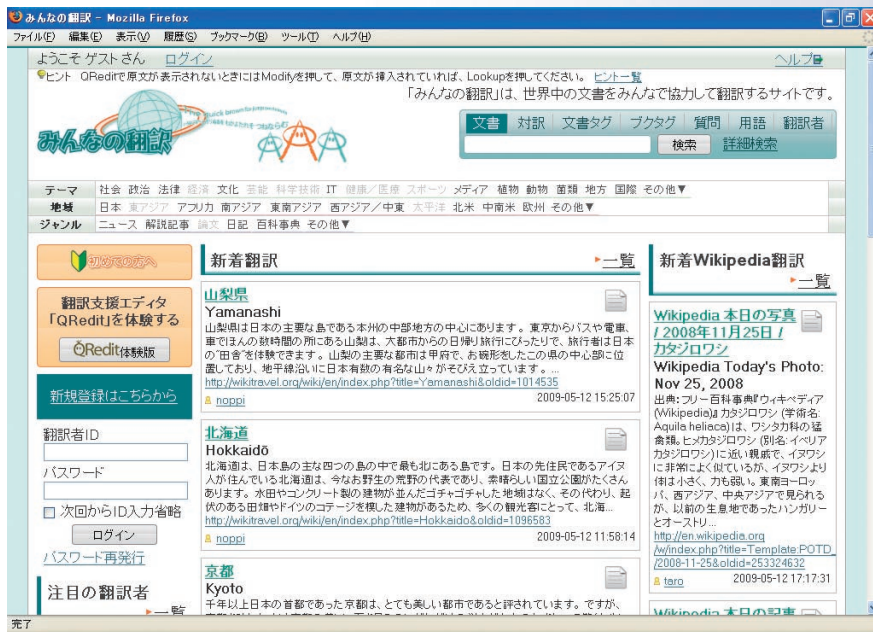 みんなの翻訳 - Mozilla Firefox
ファイル(F) 編集(E) 表示(V) 履歴(S) ブックマーク(B) ツール(T) ヘルプ(H)
ようこそ ゲスト さん ログイン
ヘルプ
ヒント QReditで原文が表示されないときにはModifyを押して、原文が挿入されていれば、Lookupを押してください。 ヒント一覧
「みんなの翻訳」は、世界中の文書をみんなで協力して翻訳するサイトです。
みんなの翻訳
文書 対訳 文書タグ ブクタグ 質問 用語 翻訳者
検索 詳細検索
テーマ 社会 政治 法律 経済 文化 芸能 科学技術 IT 健康/医療 スポーツ メディア 植物 動物 菌類 地方 国際 その他▼
地域 日本 東アジア アフリカ 南アジア 東南アジア 西アジア/中東 太平洋 北米 中南米 欧州 その他▼
ジャンル ニュース 解説記事 論文 日記 百科事典 その他▼
初めての方へ
翻訳支援エディタ
「QRedit」を体験する
QRedit体験版
新規登録はこちらから
翻訳者ID
パスワード
次回からID入力省略
ログイン
パスワード再発行
注目の翻訳者
一覧
新着翻訳
一覧
山梨県
Yamanashi
山梨県は日本の主要な島である本州の中部地方の中心にあります。東京からバスや電車、
車でほんの数時間の所にある山梨は、大都市からの日帰り旅行にぴったりで、旅行者は日本
の"田舎"を体験できます。山梨の主要な都市は甲府で、お碗形をしたこの県の中心部に位
置しており、地平線沿いに日本有数の有名な山々がそびえ立っています。...
http://wikitravel.org/wiki/en/index.php?title=Yamanashi&oldid=1014535
noppi 2009-05-12 15:25:07
北海道
Hokkaidō
北海道は、日本島の主な四つの島の中で最も北にある島です。日本の先住民であるアイヌ
人が住んでいる北海道は、今なお野生の荒野の代表であり、素晴らしい国立公園がたくさん
あります。水田やコンクリート製の建物が並んだゴチャゴチャした地域はなく、その代わり、起
伏のある田畑やドイツのコテージを模した建物があるため、多くの観光客にとって、北海...
http://wikitravel.org/wiki/en/index.php?title=Hokkaido&oldid=1096583
noppi 2009-05-12 11:58:14
京都
Kyoto
千年以上日本の首都であった京都は、とても美しい都市であると評されています。ですが、
新着Wikipedia翻訳
一覧
Wikipedia 本日の写真
/ 2008年11月25日 /
カタジロワシ
Wikipedia Today's Photo:
Nov 25, 2008
出典:フリー百科事典『ウィキペディア
(Wikipedia)』 カタジロワシ (学術名:
Aquila heliaca)は、ワシタカ科の猛
禽類。ヒメカタジロワシ (別名:イベリア
カタジロワシ)に近い親戚で、イヌワシ
に非常によく似ているが、イヌワシより
体は小さく、力も弱い。東南ヨーロッ
パ、西アジア、中央アジアで見られる
が、以前の生息地であったハンガリー
とオーストリ...
http://en.wikipedia.org
/w/index.php?title=Template:POTD_
/2008-11-25&oldid=253324632
taro 2009-05-12 17:17:31
Wikipedia 本日の記事
完了